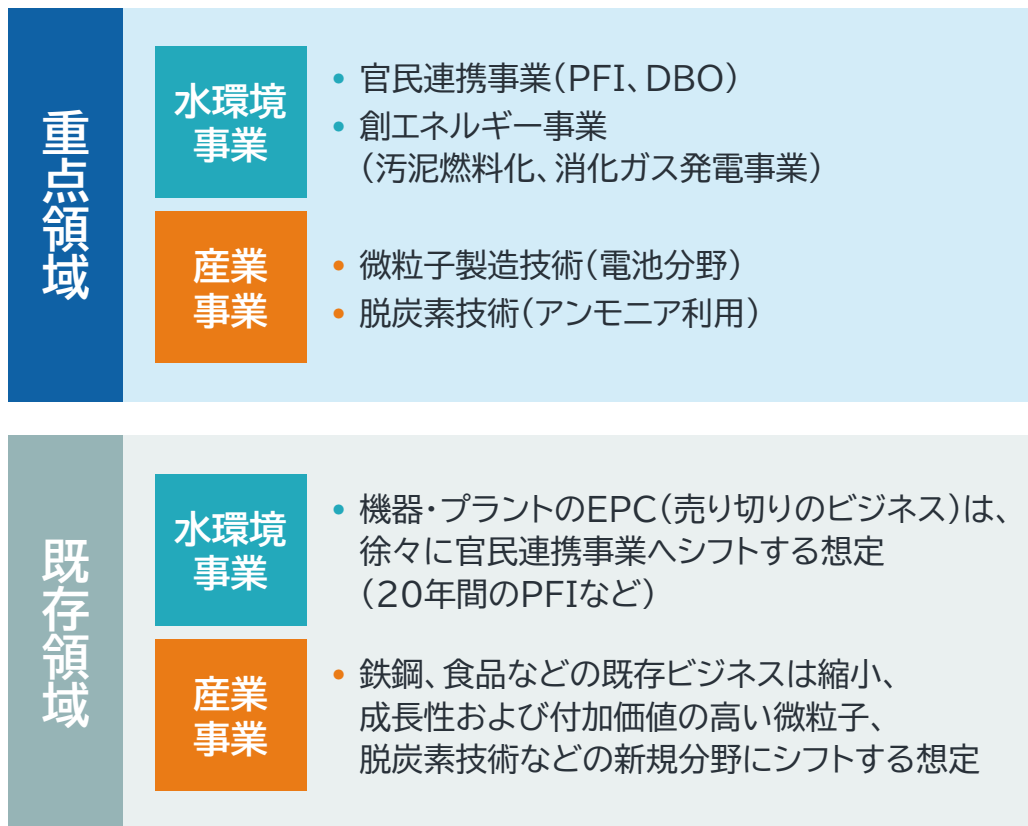 重点領域
水環境
事業
• 官民連携事業（PFI、DBO）
• 創エネルギー事業
（汚泥燃料化、消化ガス発電事業）
産業
事業
• 微粒子製造技術（電池分野）
• 脱炭素技術（アンモニア利用）
既存領域
水環境
事業
• 機器・プラントのEPC（売り切りのビジネス）は、
徐々に官民連携事業へシフトする想定
（20年間のPFIなど）
産業
事業
• 鉄鋼、食品などの既存ビジネスは縮小、
成長性および付加価値の高い微粒子、
脱炭素技術などの新規分野にシフトする想定